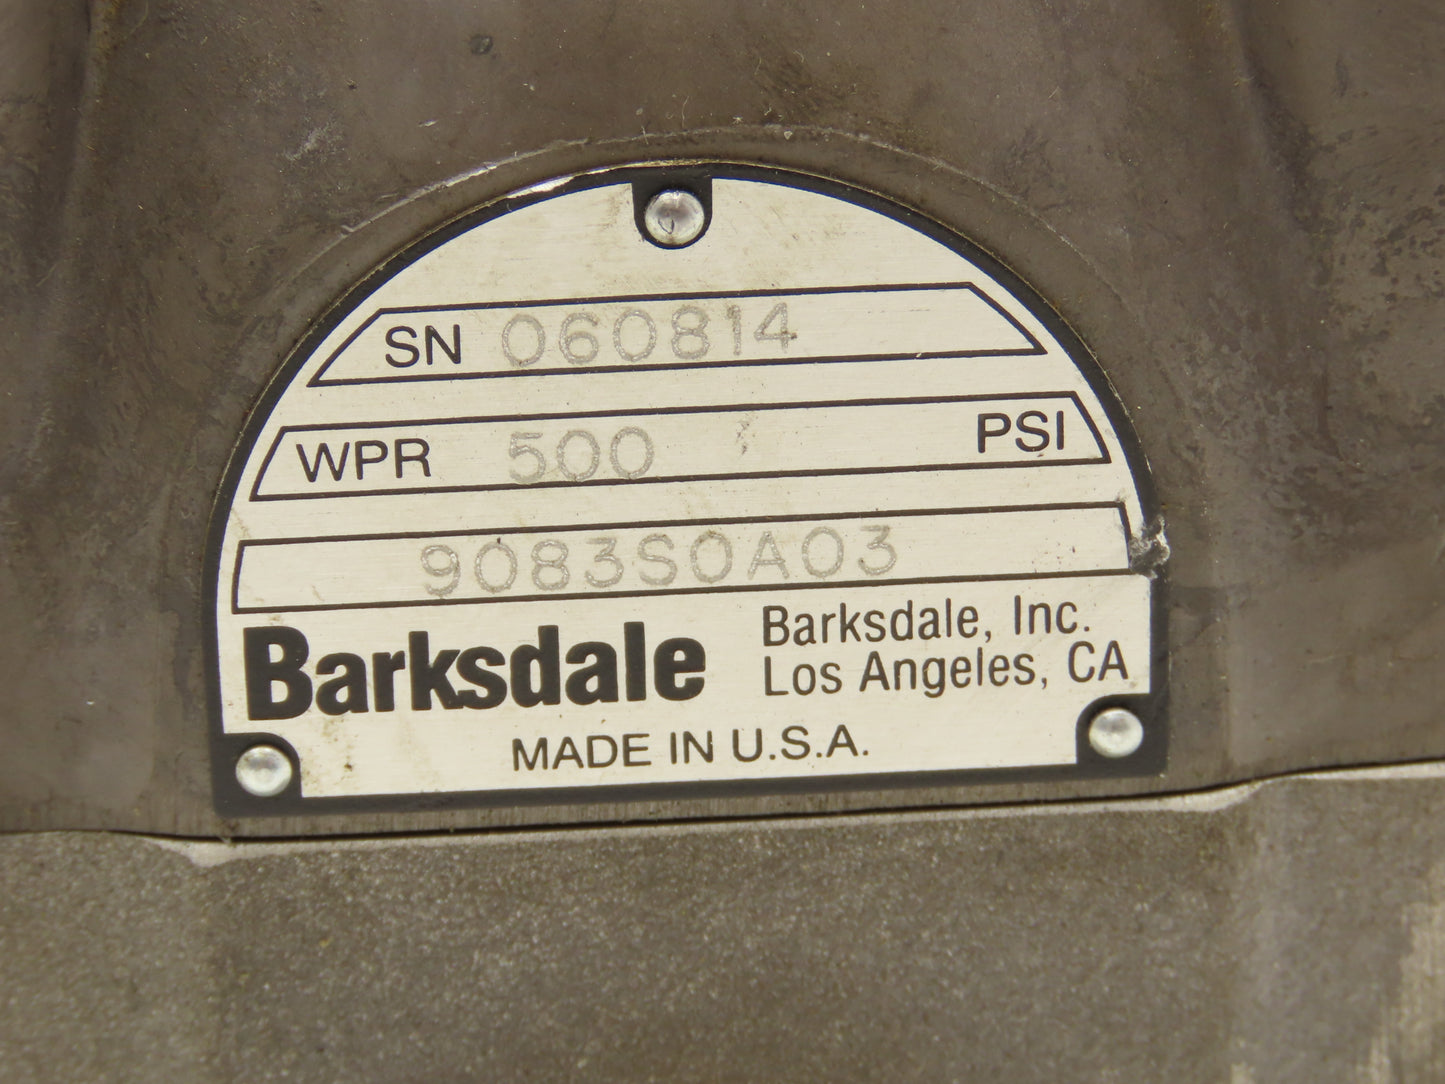 SN 060814
WPR 500 PSI
9083S0A03
Barksdale
Barksdale, Inc.
Los Angeles, CA
MADE IN U.S.A.